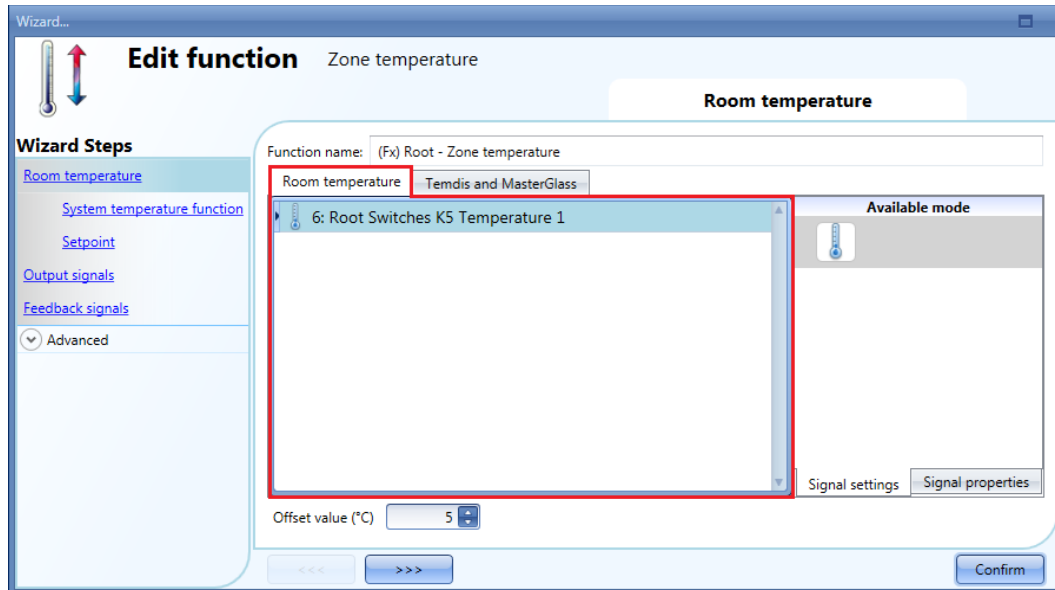 Wizard...
Edit function Zone temperature
Room temperature
Wizard Steps
Room temperature
System temperature function
Setpoint
Output signals
Feedback signals
Advanced
Function name: (Fx) Root - Zone temperature
Room temperature Temdis and MasterGlass
6: Root Switches K5 Temperature 1
Available mode
Signal settings Signal properties
Offset value (°C) 5
<<< >>> Confirm